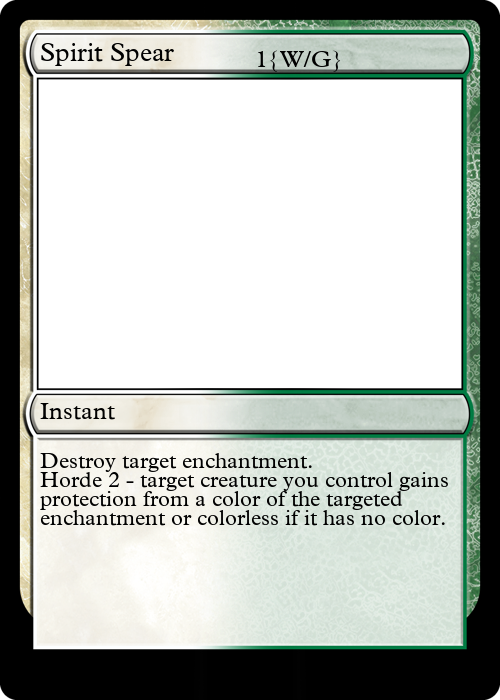 Spirit Spear 1{W/G}
Instant
Destroy target enchantment.
Horde 2 - target creature you control gains
protection from a color of the targeted
enchantment or colorless if it has no color.